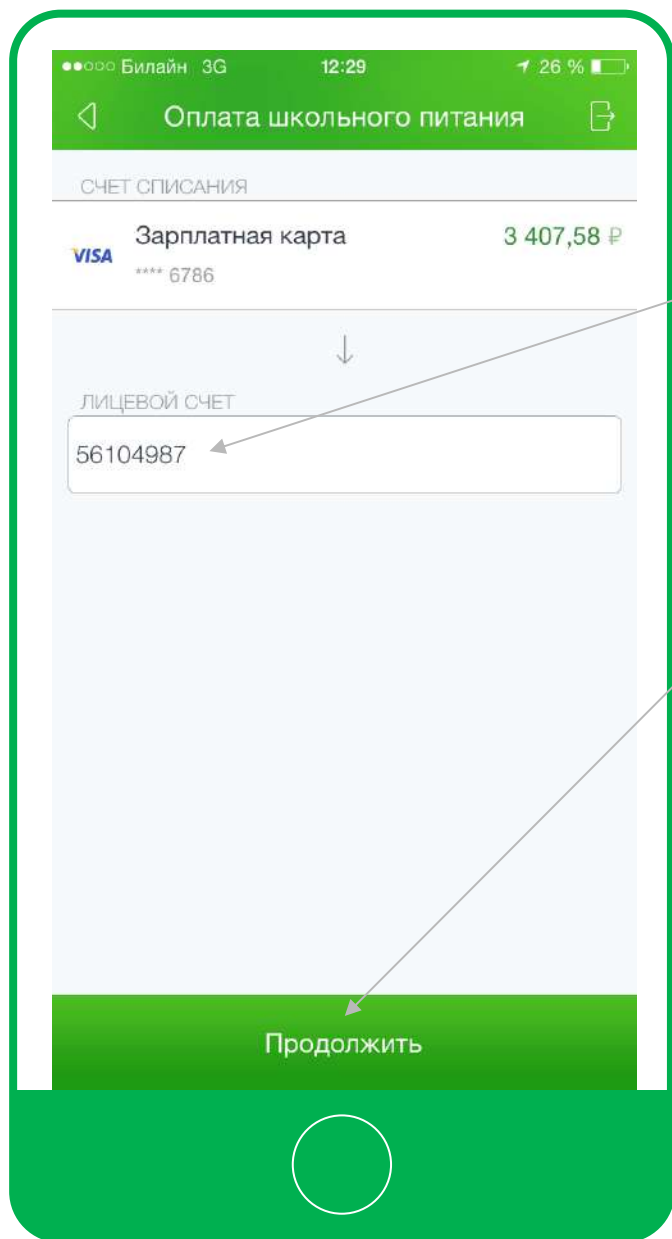 Билайн 3G 12:29 26 %
Оплата школьного питания
СЧЕТ СПИСАНИЯ
VISA Зарплатная карта 3 407,58 ₽
**** 6786
ЛИЦЕВОЙ СЧЕТ
56104987
Продолжить